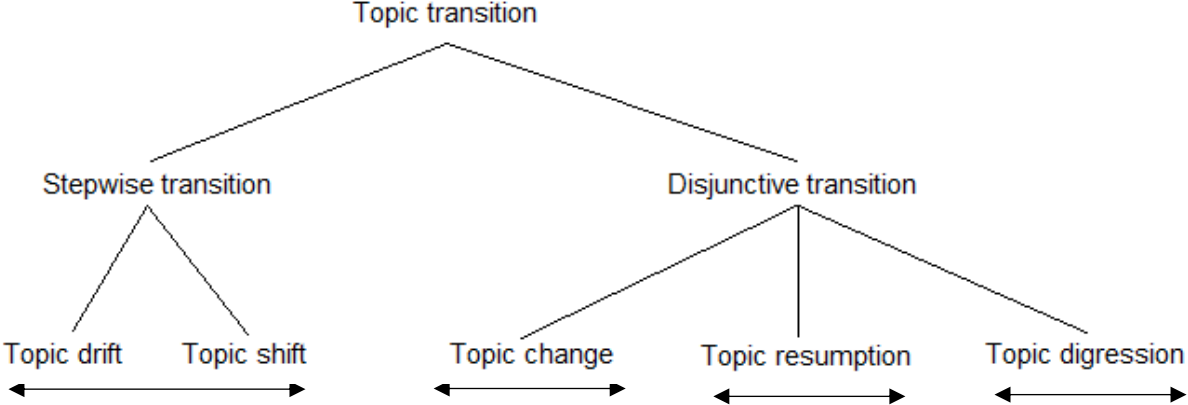 Topic transition
Stepwise transition
Disjunctive transition
Topic drift
Topic shift
Topic change
Topic resumption
Topic digression